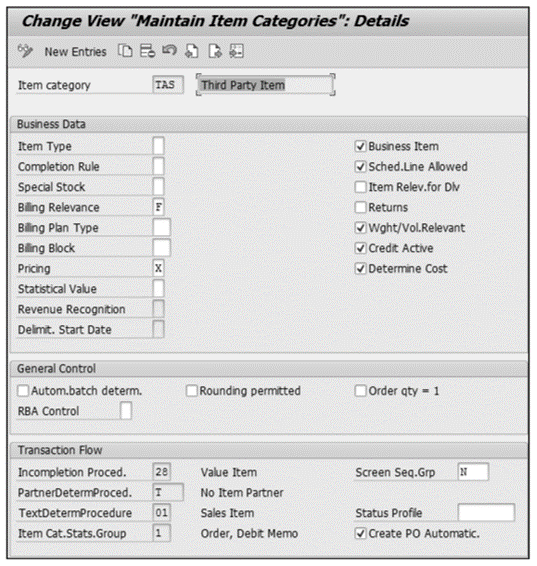 Change View "Maintain Item Categories": Details
New Entries
Item category TAS Third Party Item
Business Data
Item Type Business Item
Completion Rule Sched.Line Allowed
Special Stock Item Relev.for Dlv
Billing Relevance F Returns
Billing Plan Type Wght/Vol.Relevant
Billing Block Credit Active
Pricing X Determine Cost
Statistical Value
Revenue Recognition
Delimit. Start Date
General Control
Autom.batch determ. Rounding permitted Order qty = 1
RBA Control
Transaction Flow
Incompletion Proced. 28 Value Item Screen Seq.Grp N
PartnerDetermProced. T No Item Partner
TextDetermProcedure 01 Sales Item Status Profile
Item Cat.Stats.Group 1 Order, Debit Memo Create PO Automatic.